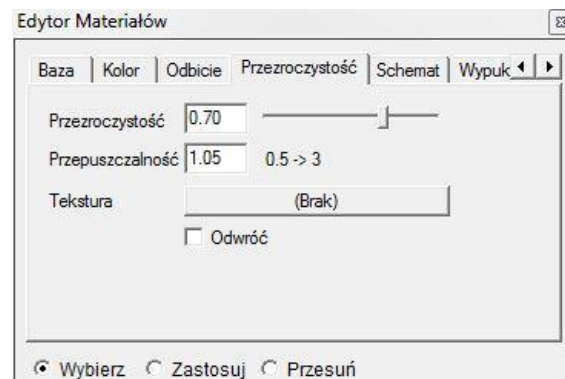 Edytor Materiałów
Baza Kolor Odbicie Przezroczystość Schemat Wypuk
Przezroczystość 0.70
Przepuszczalność 1.05 0.5 -> 3
Tekstura (Brak)
Odwróć
Wybierz Zastosuj Przesuń